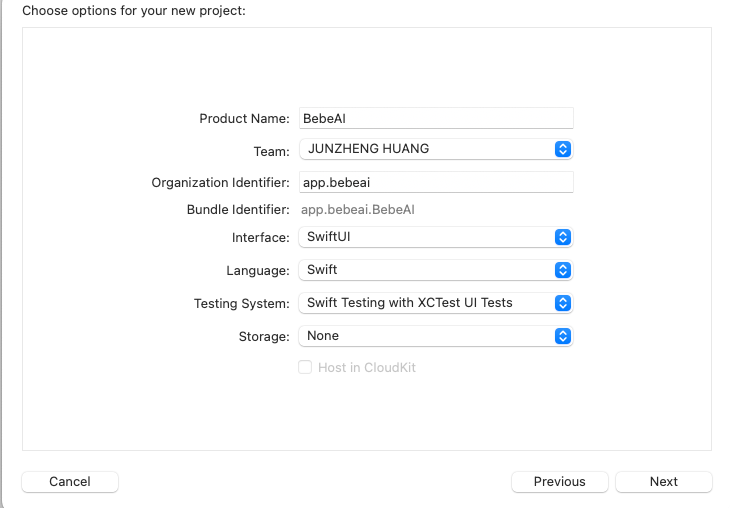 Choose options for your new project:
Product Name: BebeAI
Team: JUNZHENG HUANG
Organization Identifier: app.bebeai
Bundle Identifier: app.bebeai.BebeAI
Interface: SwiftUI
Language: Swift
Testing System: Swift Testing with XCTest UI Tests
Storage: None
Host in CloudKit
Cancel Previous Next